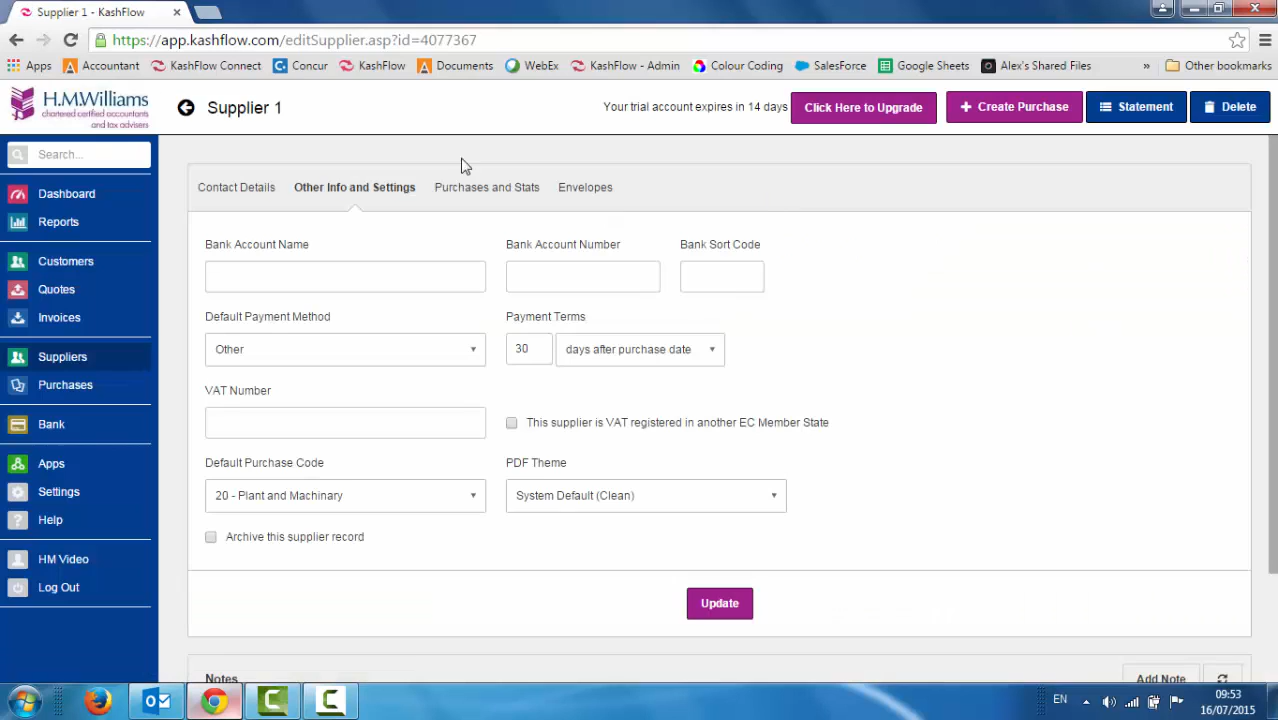 Supplier 1 - KashFlow
https://app.kashflow.com/editSupplier.asp?id=4077367
Apps Accountant KashFlow Connect Concur KashFlow Documents WebEx KashFlow - Admin Colour Coding SalesForce Google Sheets Alex's Shared Files » Other bookmarks
H.M.Williams
chartered certified accountants
and tax advisers
Supplier 1
Your trial account expires in 14 days
Click Here to Upgrade
Create Purchase
Statement
Delete
Search...
Dashboard
Reports
Customers
Quotes
Invoices
Suppliers
Purchases
Bank
Apps
Settings
Help
HM Video
Log Out
Contact Details Other Info and Settings Purchases and Stats Envelopes
Bank Account Name Bank Account Number Bank Sort Code
Default Payment Method Payment Terms
Other 30 days after purchase date
VAT Number
This supplier is VAT registered in another EC Member State
Default Purchase Code PDF Theme
20 - Plant and Machinary System Default (Clean)
Archive this supplier record
Update
Notes Add Note
EN
09:53
16/07/2015